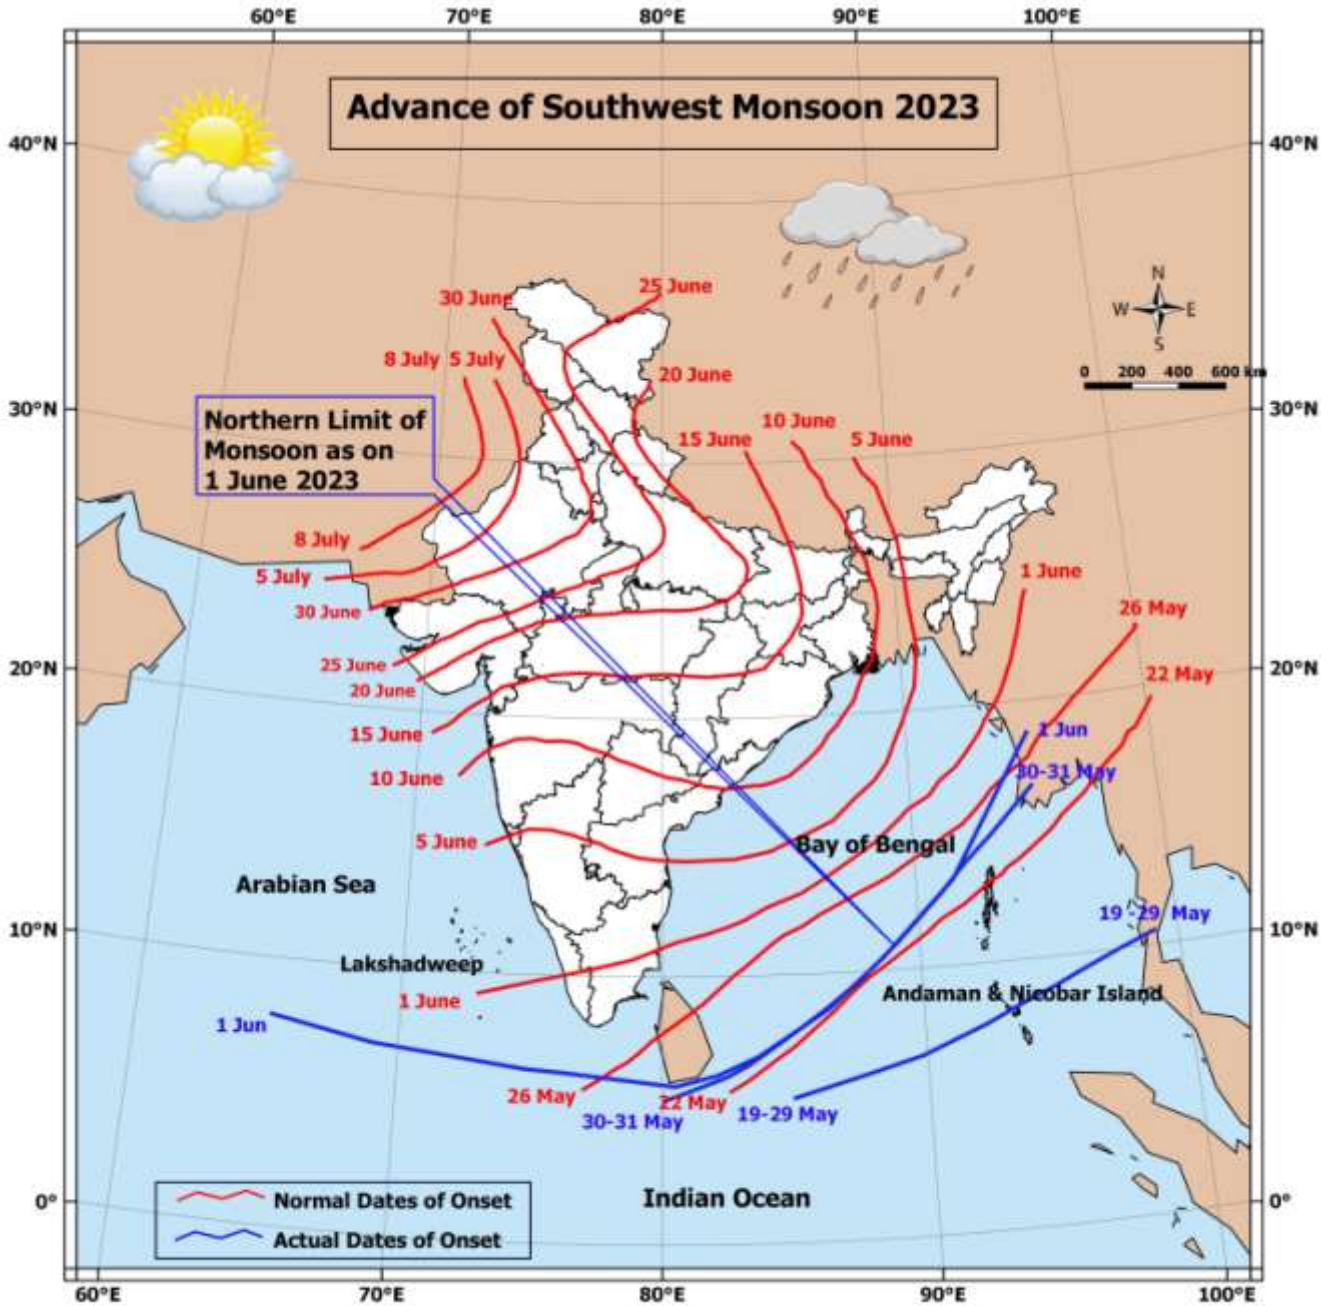 60°E 70°E 80°E 90°E 100°E
Advance of Southwest Monsoon 2023
40°N 40°N
N
W E
S
0 200 400 600 km
30 June 25 June
8 July 5 July 20 June
30°N 30°N
Northern Limit of
Monsoon as on
1 June 2023
15 June 10 June 5 June
8 July
5 July
30 June
1 June
26 May
25 June
20 June
20°N 20°N
22 May
15 June
1 Jun
10 June
30-31 May
5 June
Bay of Bengal
Arabian Sea
19 -29 May
10°N 10°N
Lakshadweep
1 June
Andaman & Nicobar Island
1 Jun
26 May
22 May
30-31 May
19-29 May
0° 0°
Indian Ocean
Normal Dates of Onset
Actual Dates of Onset
60°E 70°E 80°E 90°E 100°E